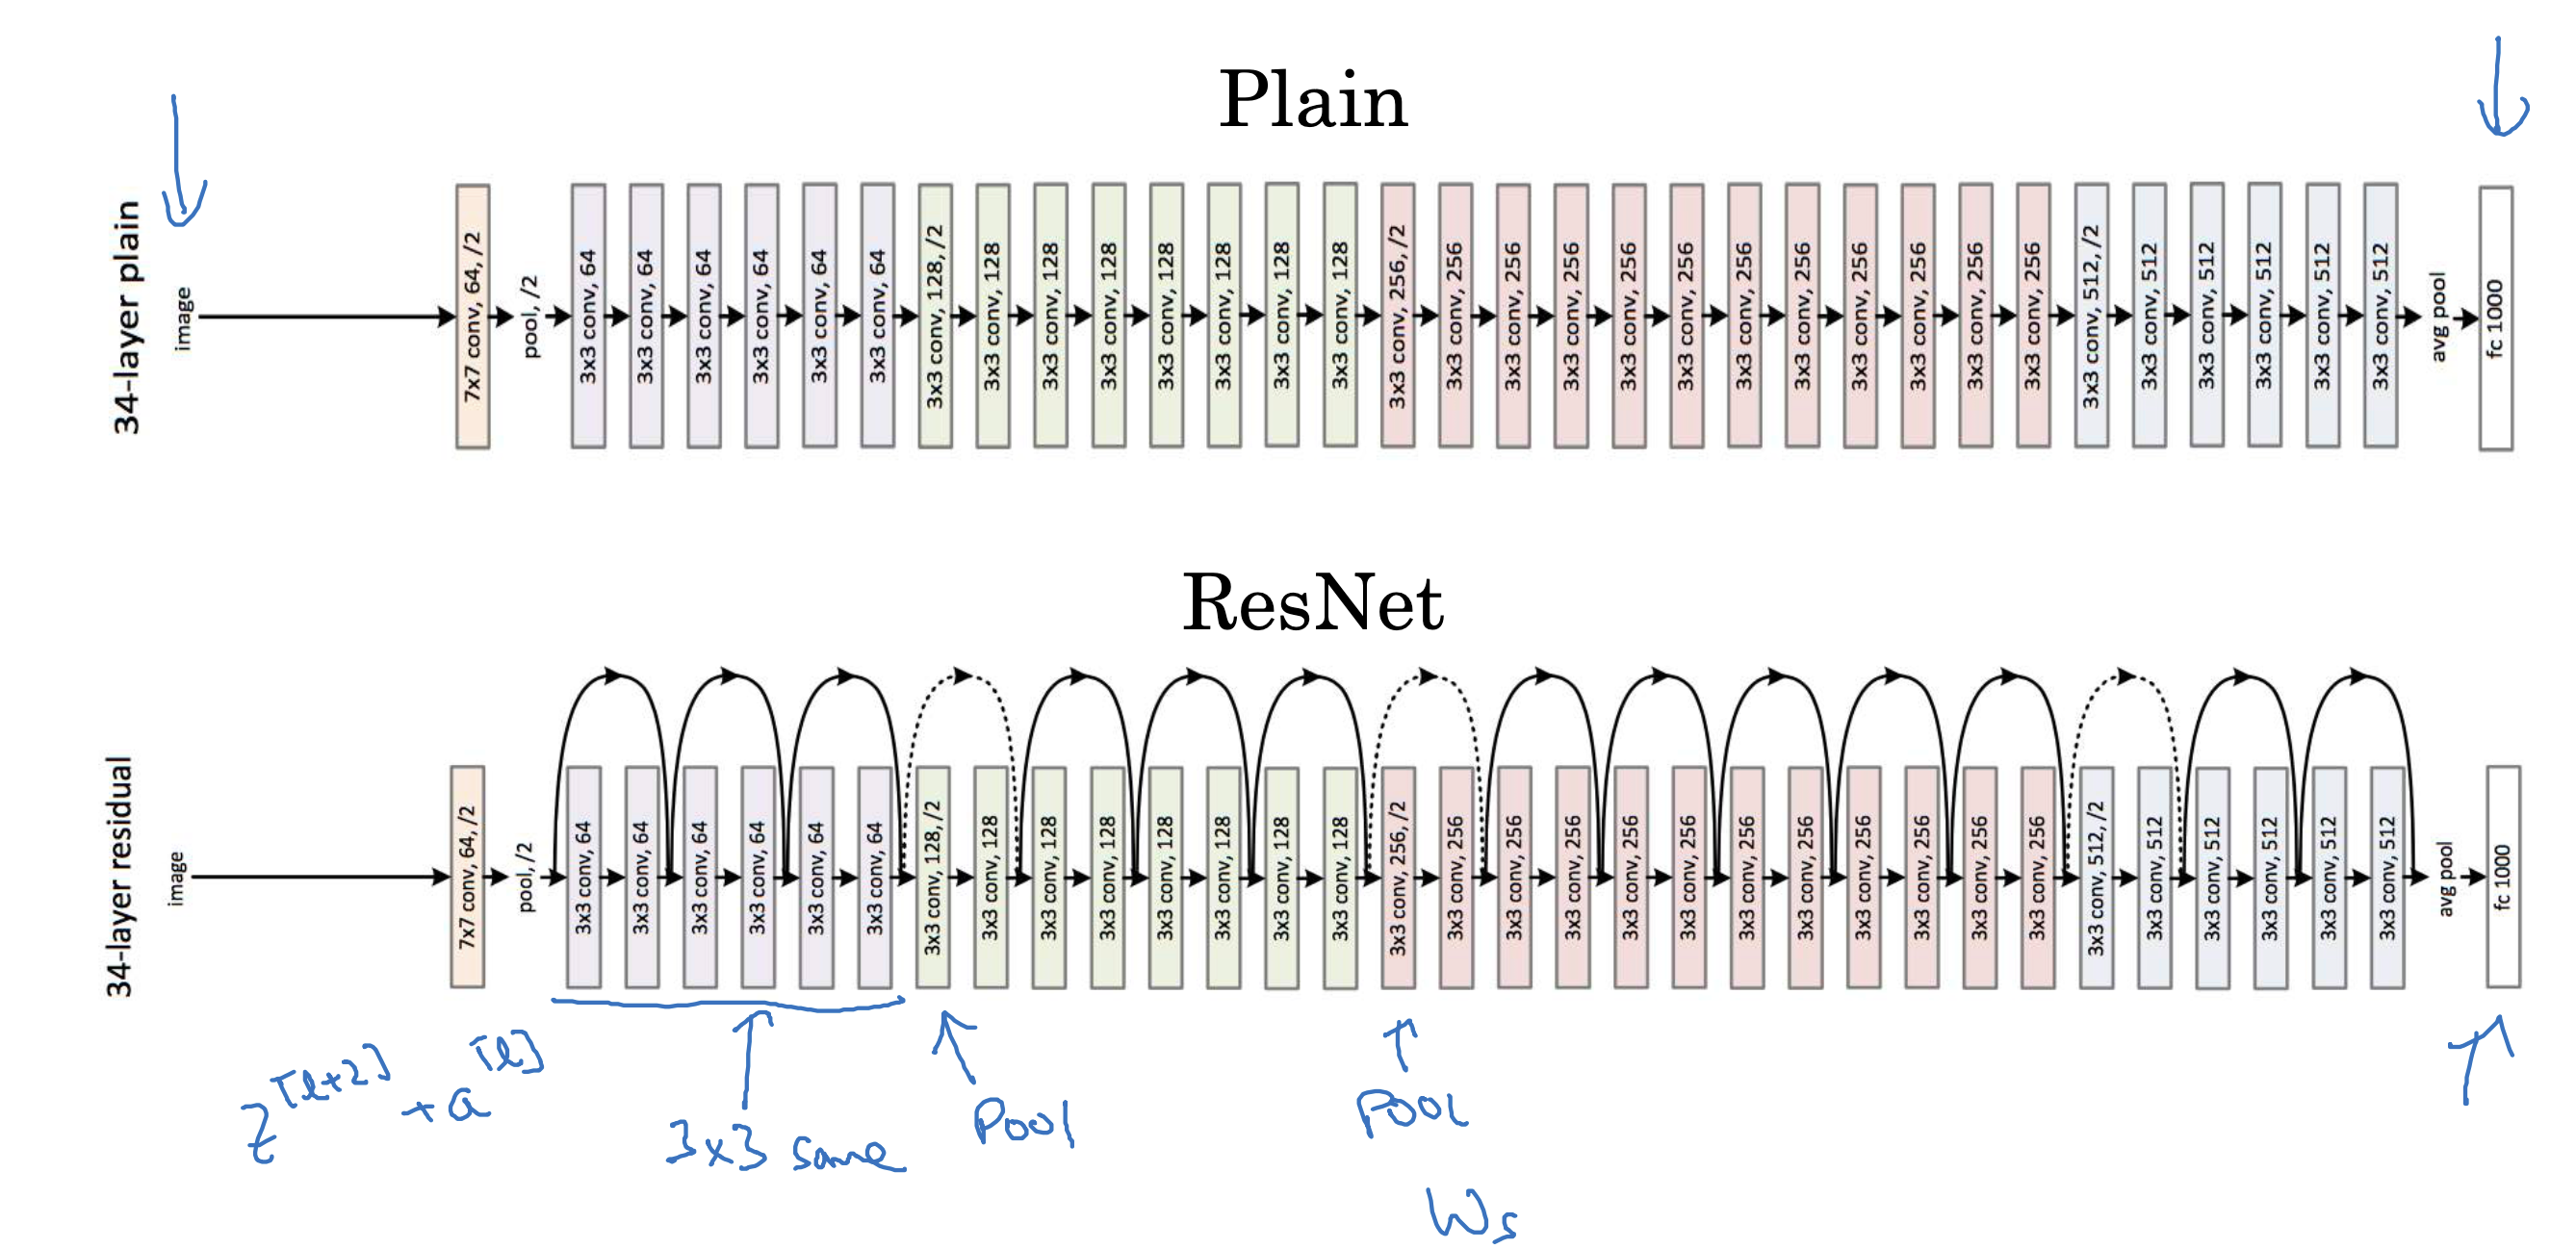 Plain
34-layer plain
image
7x7 conv, 64, /2
pool, /2
3x3 conv, 64
3x3 conv, 64
3x3 conv, 64
3x3 conv, 64
3x3 conv, 64
3x3 conv, 64
3x3 conv, 128, /2
3x3 conv, 128
3x3 conv, 128
3x3 conv, 128
3x3 conv, 128
3x3 conv, 128
3x3 conv, 128
3x3 conv, 128
3x3 conv, 256, /2
3x3 conv, 256
3x3 conv, 256
3x3 conv, 256
3x3 conv, 256
3x3 conv, 256
3x3 conv, 256
3x3 conv, 256
3x3 conv, 256
3x3 conv, 256
3x3 conv, 256
3x3 conv, 256
3x3 conv, 512, /2
3x3 conv, 512
3x3 conv, 512
3x3 conv, 512
3x3 conv, 512
3x3 conv, 512
avg pool
fc 1000
ResNet
34-layer residual
image
7x7 conv, 64, /2
pool, /2
3x3 conv, 64
3x3 conv, 64
3x3 conv, 64
3x3 conv, 64
3x3 conv, 64
3x3 conv, 64
3x3 conv, 128, /2
3x3 conv, 128
3x3 conv, 128
3x3 conv, 128
3x3 conv, 128
3x3 conv, 128
3x3 conv, 128
3x3 conv, 128
3x3 conv, 256, /2
3x3 conv, 256
3x3 conv, 256
3x3 conv, 256
3x3 conv, 256
3x3 conv, 256
3x3 conv, 256
3x3 conv, 256
3x3 conv, 256
3x3 conv, 256
3x3 conv, 256
3x3 conv, 256
3x3 conv, 512, /2
3x3 conv, 512
3x3 conv, 512
3x3 conv, 512
3x3 conv, 512
3x3 conv, 512
avg pool
fc 1000
z[l+2] + a[l]
3x3 same
Pool
Pool
Ws